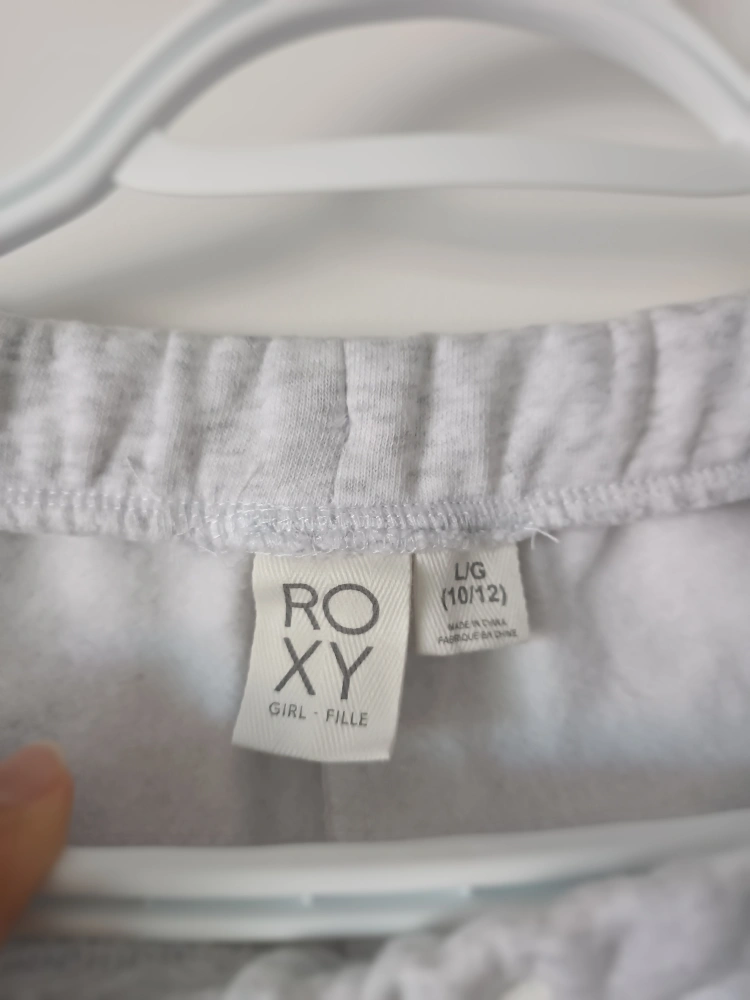 RO
XY
GIRL - FILLE
L/G
(10/12)
MADE IN CHINA
FABRIQUÉ EN CHINE